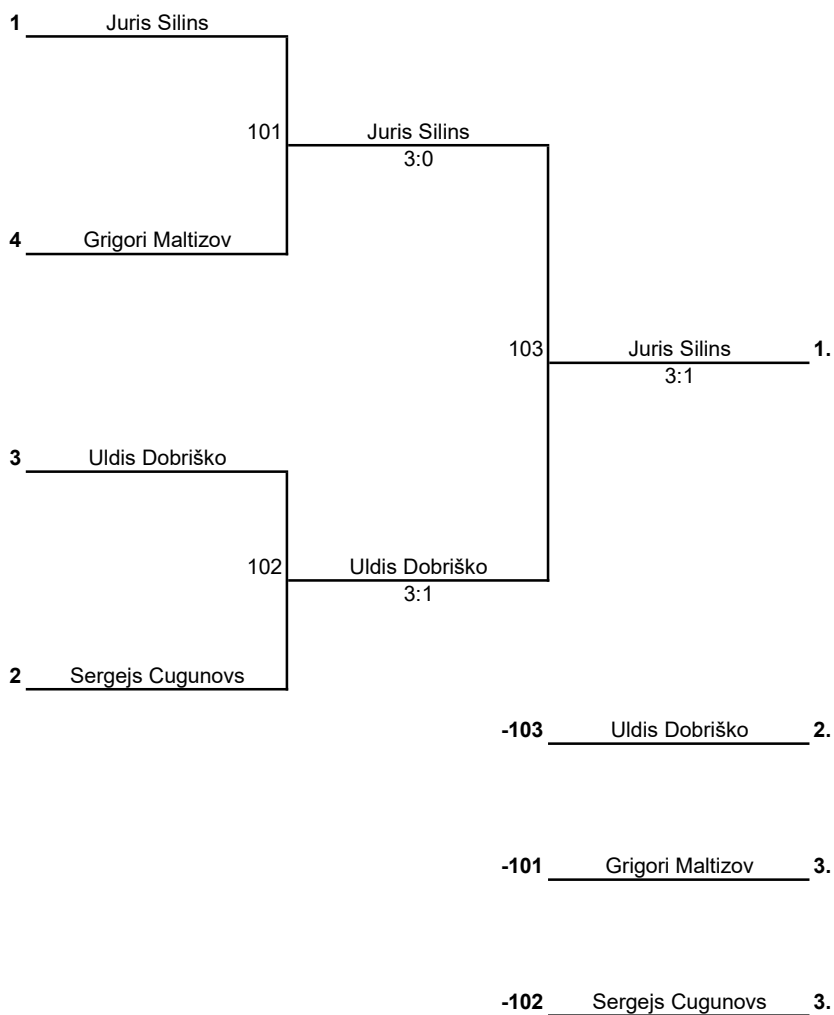 1 Juris Silins
101 Juris Silins
3:0
4 Grigori Maltizov
103 Juris Silins 1.
3:1
3 Uldis Dobriško
102 Uldis Dobriško
3:1
2 Sergejs Cugunovs
-103 Uldis Dobriško 2.
-101 Grigori Maltizov 3.
-102 Sergejs Cugunovs 3.